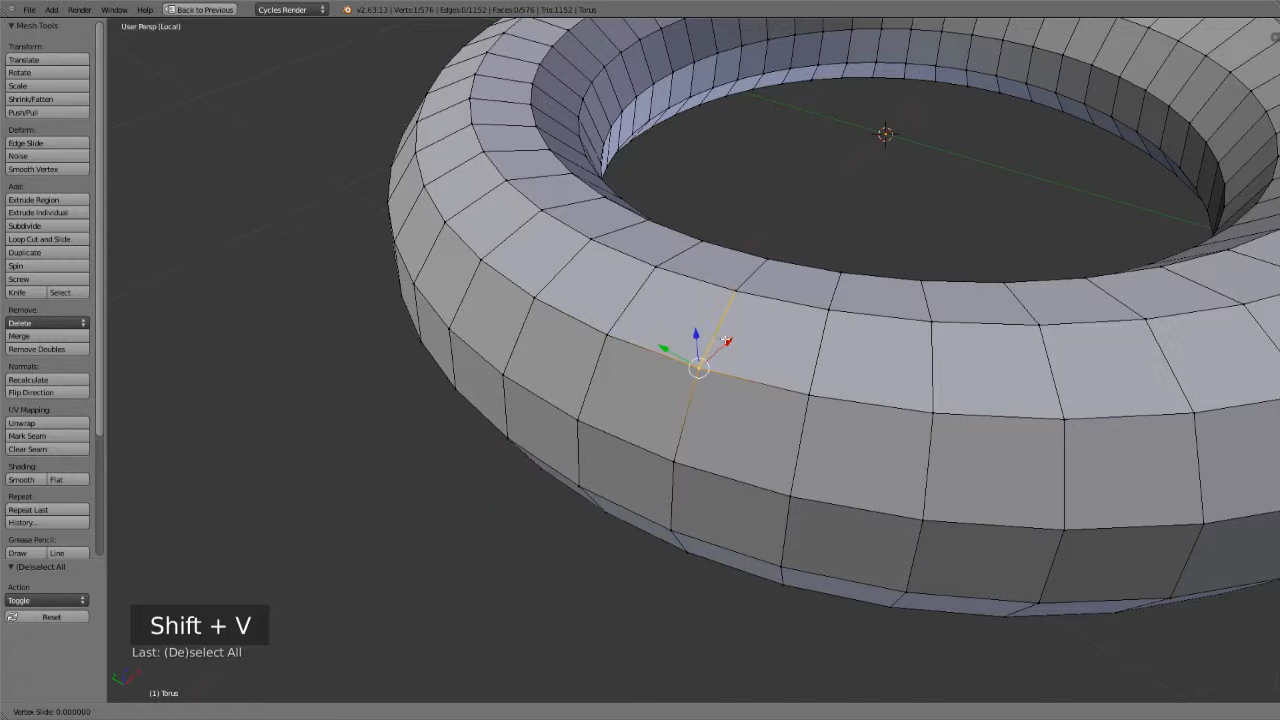 File Add Render Window Help Back to Previous Cycles Render v2.63.13 | Verts:1/576 | Edges:0/1152 | Faces:0/576 | Tris:1152 | Torus
Mesh Tools
User Persp (Local)
Transform:
Translate
Rotate
Scale
Shrink/Fatten
Push/Pull
Deform:
Edge Slide
Noise
Smooth Vertex
Add:
Extrude Region
Extrude Individual
Subdivide
Loop Cut and Slide
Duplicate
Spin
Screw
Knife Select
Remove:
Delete
Merge
Remove Doubles
Normals:
Recalculate
Flip Direction
UV Mapping:
Unwrap
Mark Seam
Clear Seam
Shading:
Smooth Flat
Repeat:
Repeat Last
History...
Grease Pencil:
Draw Line
(De)select All
Action
Toggle
Reset
Shift + V
Last: (De)select All
(1) Torus
Vertex Slide: 0.000000